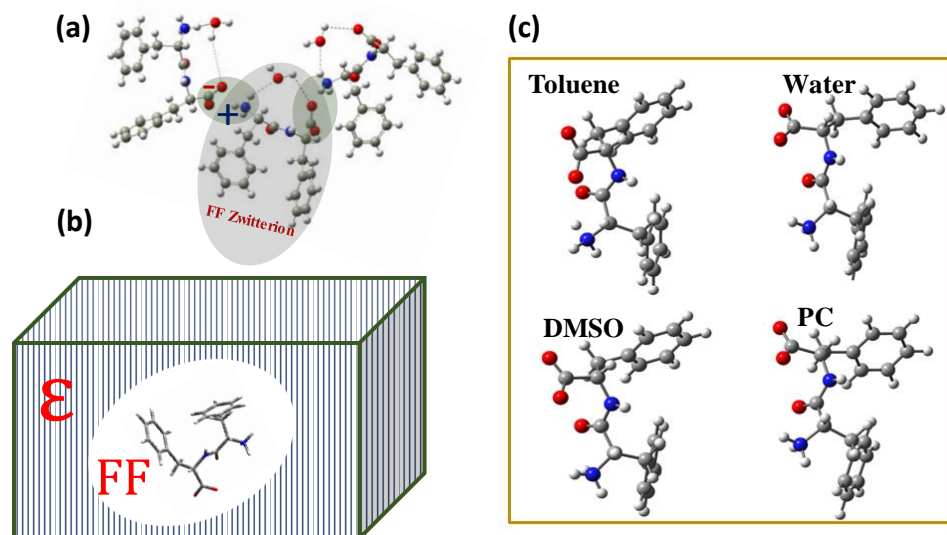 (a)
−
+
FF Zwitterion
(b)
ε
FF
(c)
Toluene
Water
DMSO
PC